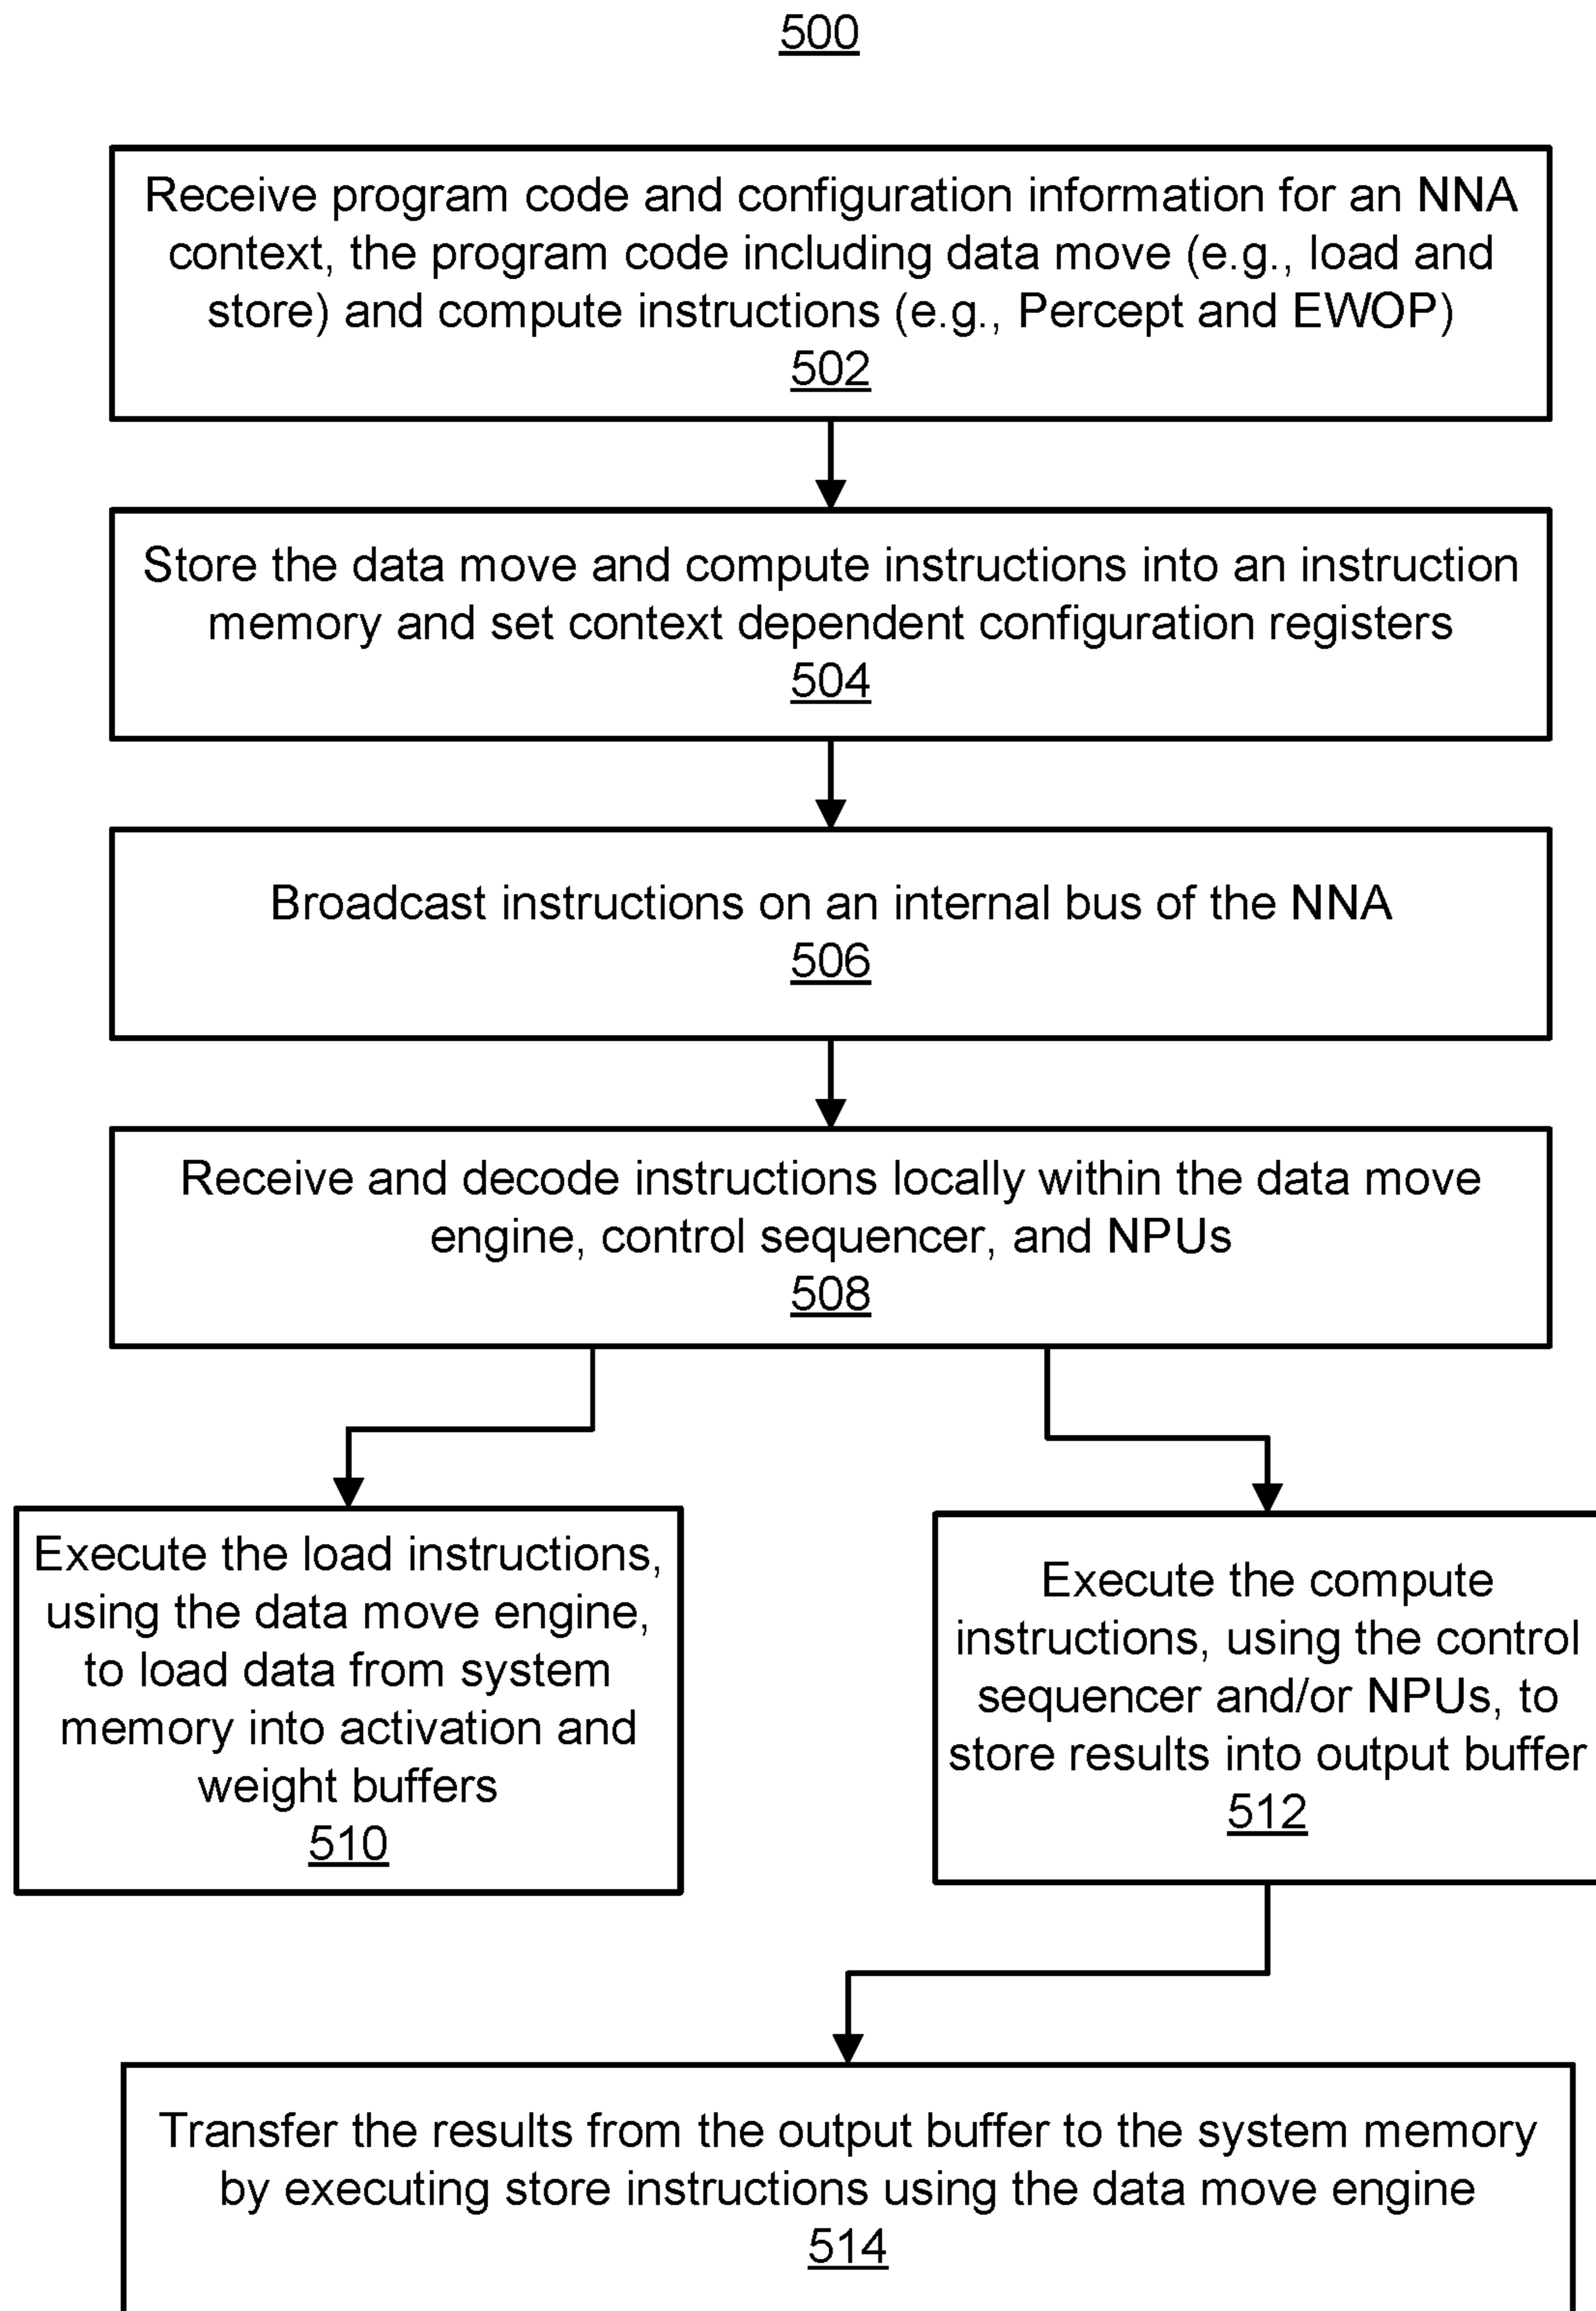 500
Receive program code and configuration information for an NNA
context, the program code including data move (e.g., load and
store) and compute instructions (e.g., Percept and EWOP)
502
Store the data move and compute instructions into an instruction
memory and set context dependent configuration registers
504
Broadcast instructions on an internal bus of the NNA
506
Receive and decode instructions locally within the data move
engine, control sequencer, and NPUs
508
Execute the load instructions,
using the data move engine,
to load data from system
memory into activation and
weight buffers
510
Execute the compute
instructions, using the control
sequencer and/or NPUs, to
store results into output buffer
512
Transfer the results from the output buffer to the system memory
by executing store instructions using the data move engine
514